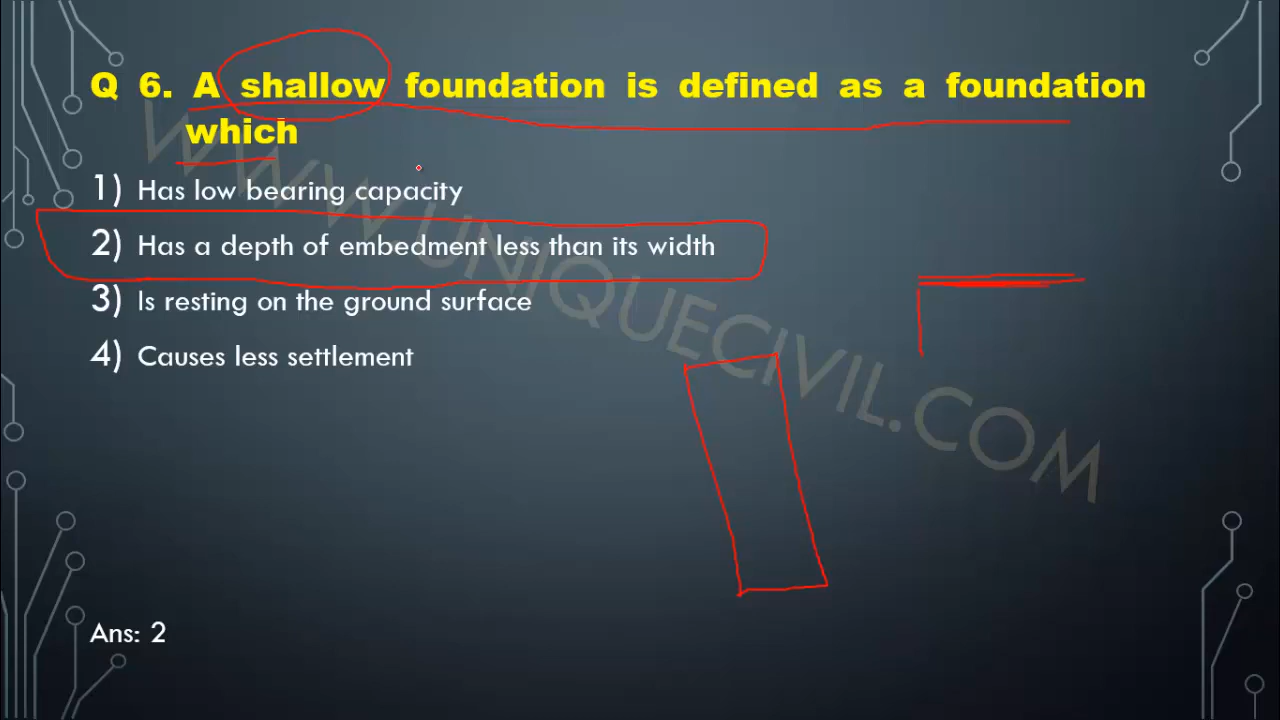 Q 6. A shallow foundation is defined as a foundation
which
1) Has low bearing capacity
2) Has a depth of embedment less than its width
3) Is resting on the ground surface
4) Causes less settlement
WWW.UNIQUECIVIL.COM
Ans: 2